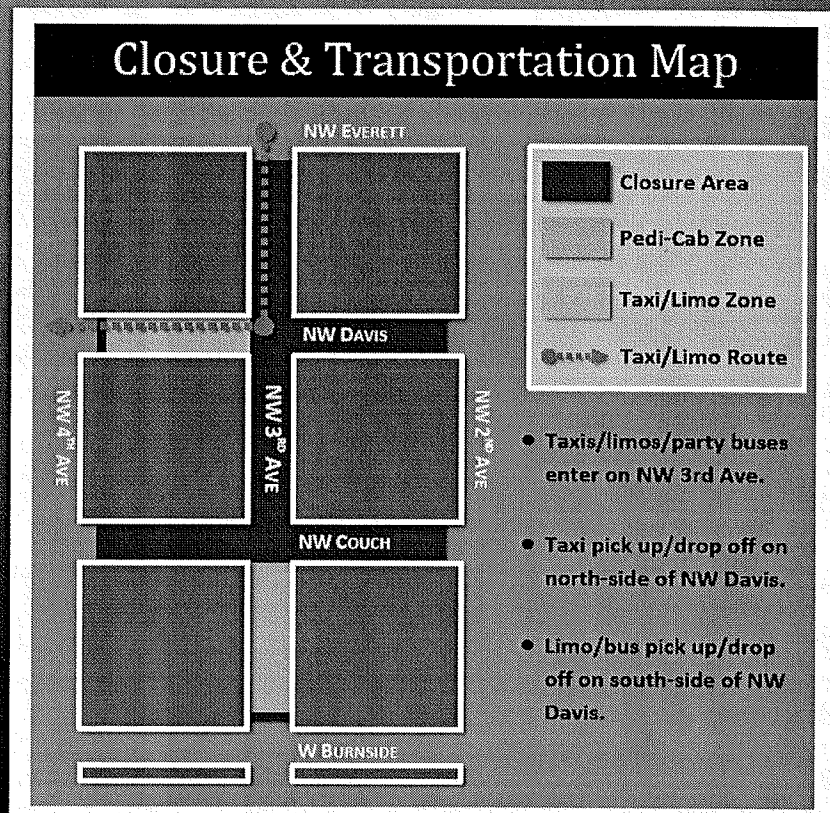 Closure & Transportation Map
NW EVERETT
NW DAVIS
NW 4TH AVE
NW 3RD AVE
NW 2ND AVE
NW COUCH
W BURNSIDE
Closure Area
Pedi-Cab Zone
Taxi/Limo Zone
Taxi/Limo Route
• Taxis/limos/party buses
enter on NW 3rd Ave.
• Taxi pick up/drop off on
north-side of NW Davis.
• Limo/bus pick up/drop
off on south-side of NW
Davis.